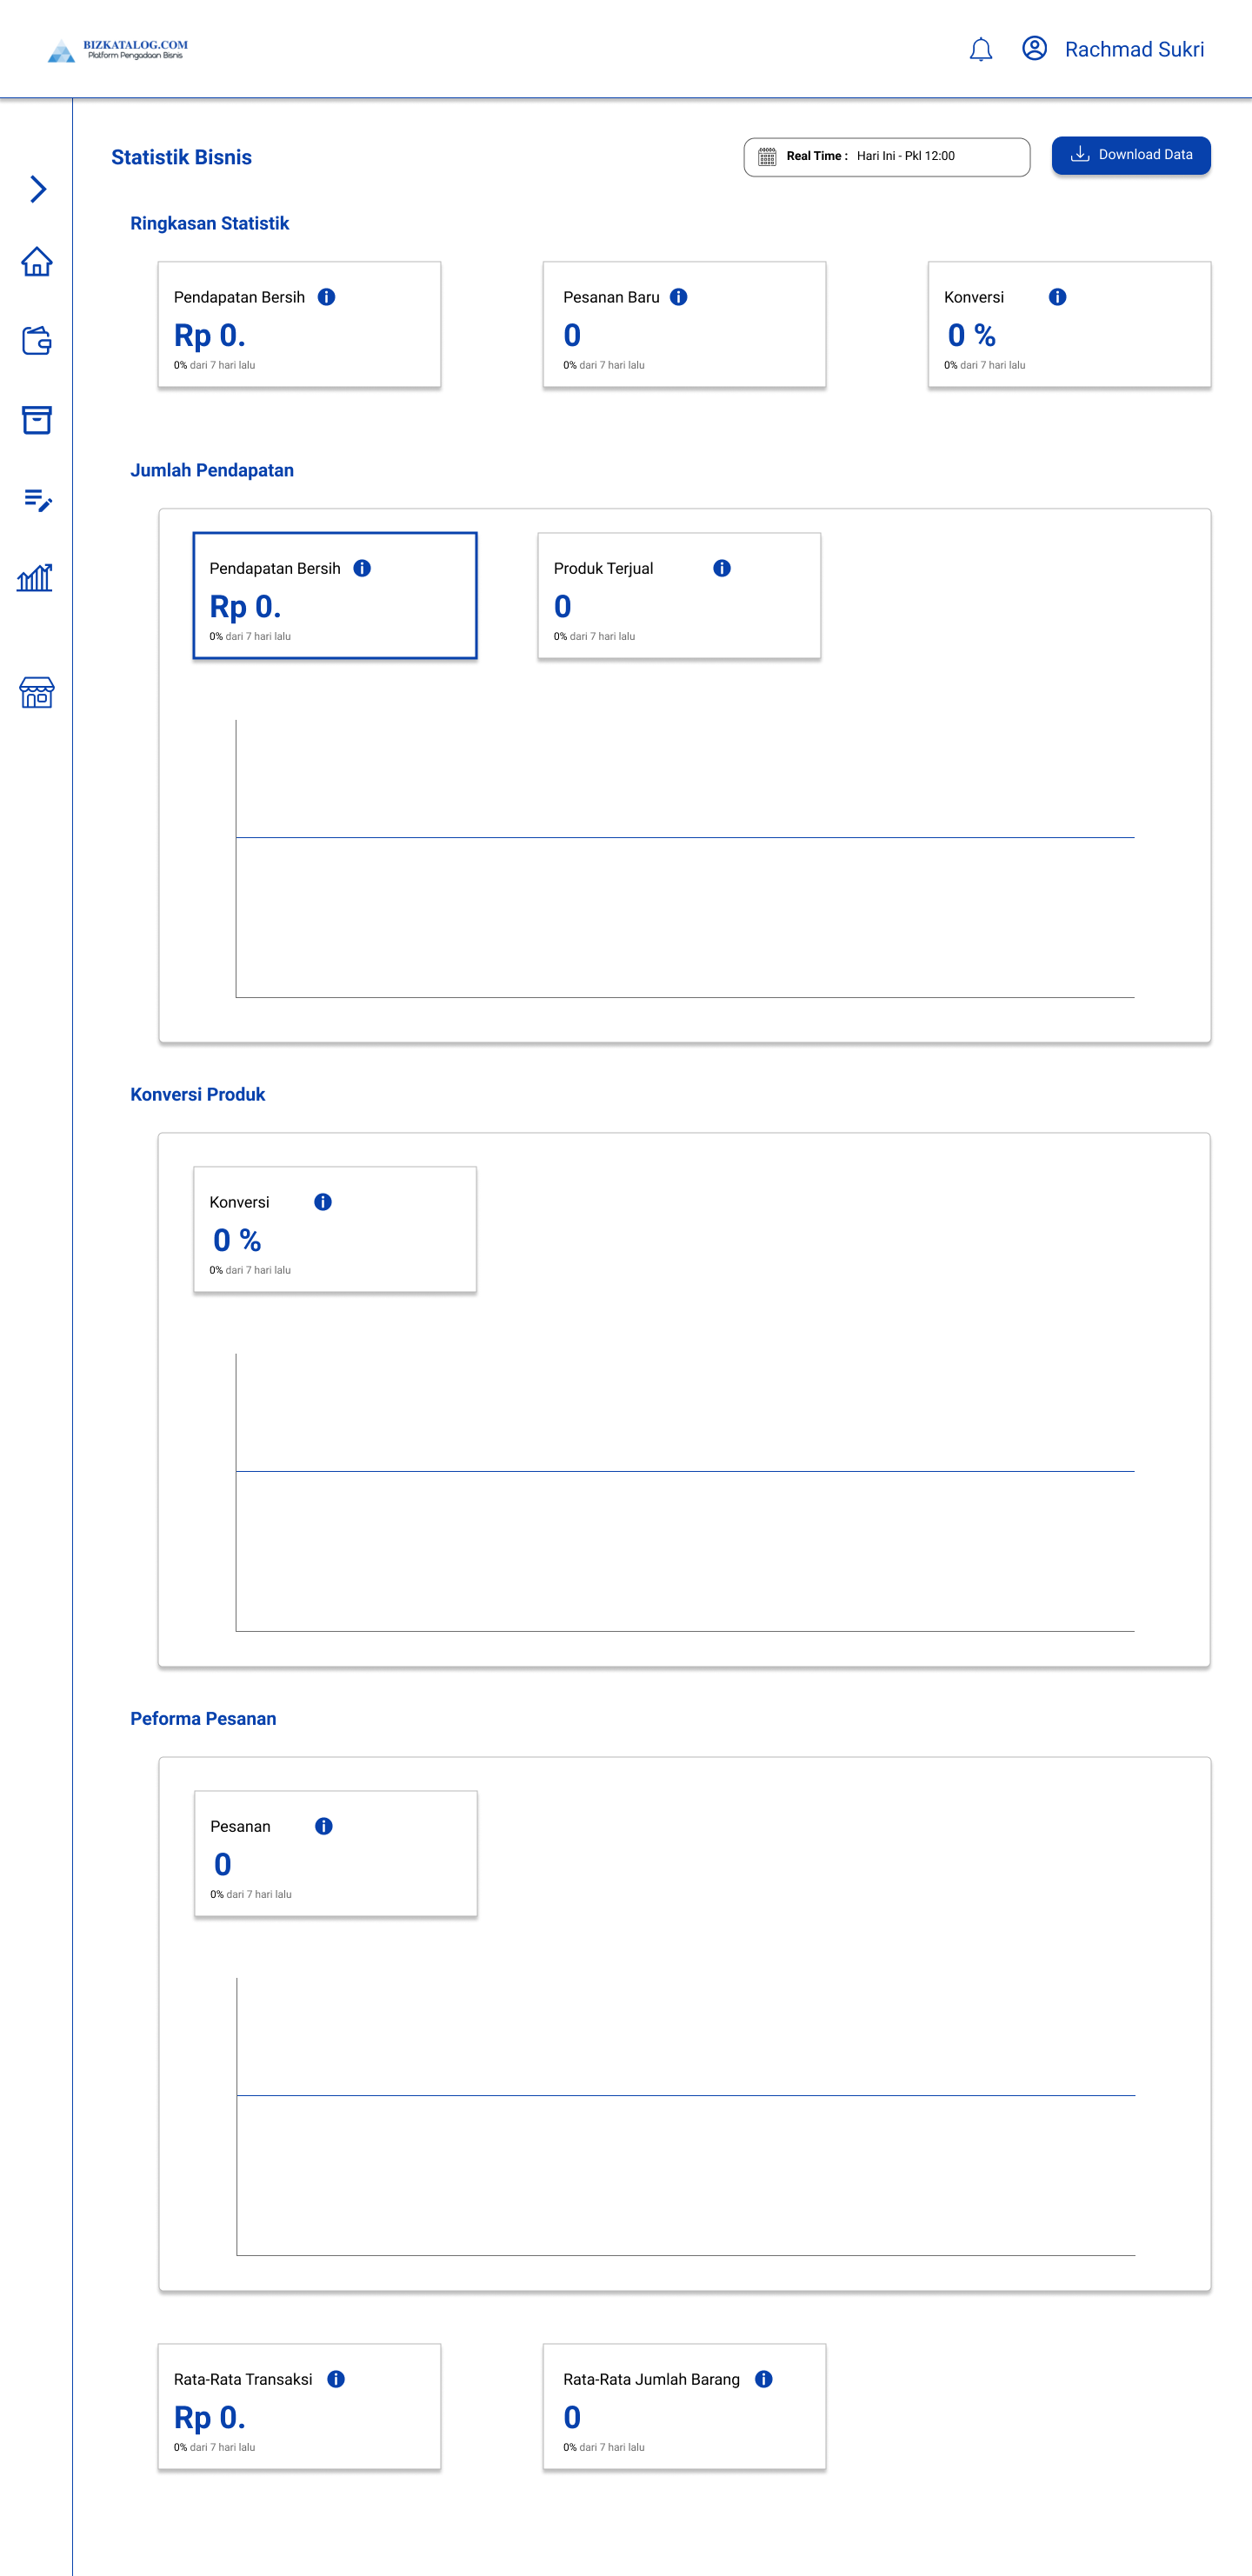 BIZKATALOG.COM
Platform Pengadaan Bisnis
Rachmad Sukri
Statistik Bisnis
Real Time : Hari Ini - Pkl 12:00
Download Data
Ringkasan Statistik
Pendapatan Bersih
Rp 0.
0% dari 7 hari lalu
Pesanan Baru
0
0% dari 7 hari lalu
Konversi
0 %
0% dari 7 hari lalu
Jumlah Pendapatan
Pendapatan Bersih
Rp 0.
0% dari 7 hari lalu
Produk Terjual
0
0% dari 7 hari lalu
Konversi Produk
Konversi
0 %
0% dari 7 hari lalu
Peforma Pesanan
Pesanan
0
0% dari 7 hari lalu
Rata-Rata Transaksi
Rp 0.
0% dari 7 hari lalu
Rata-Rata Jumlah Barang
0
0% dari 7 hari lalu